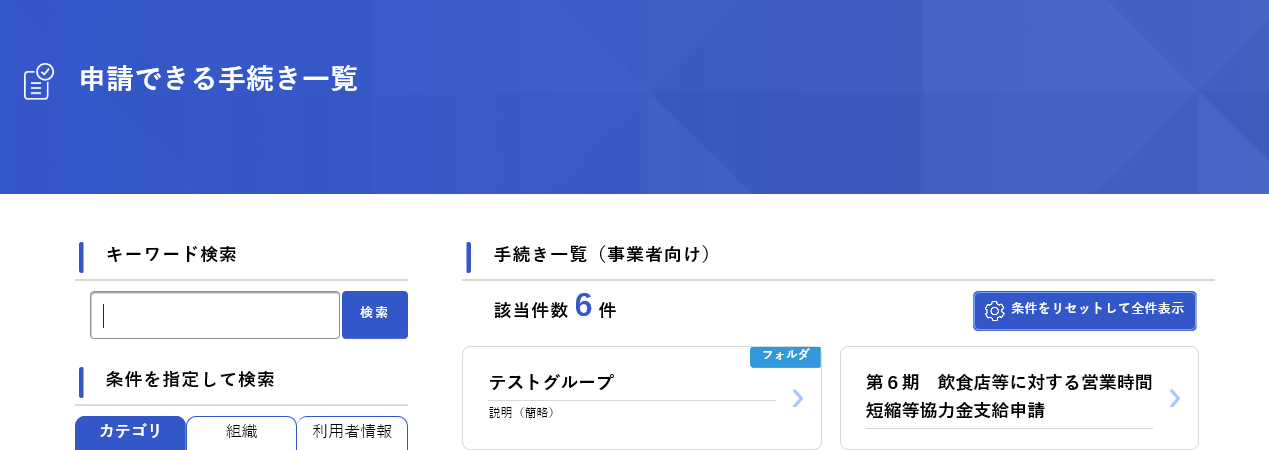 申請できる手続き一覧
キーワード検索
検索
条件を指定して検索
カテゴリ
組織
利用者情報
手続き一覧（事業者向け）
該当件数 6 件
条件をリセットして全件表示
フォルダ
テストグループ
説明（簡略）
第６期　飲食店等に対する営業時間
短縮等協力金支給申請